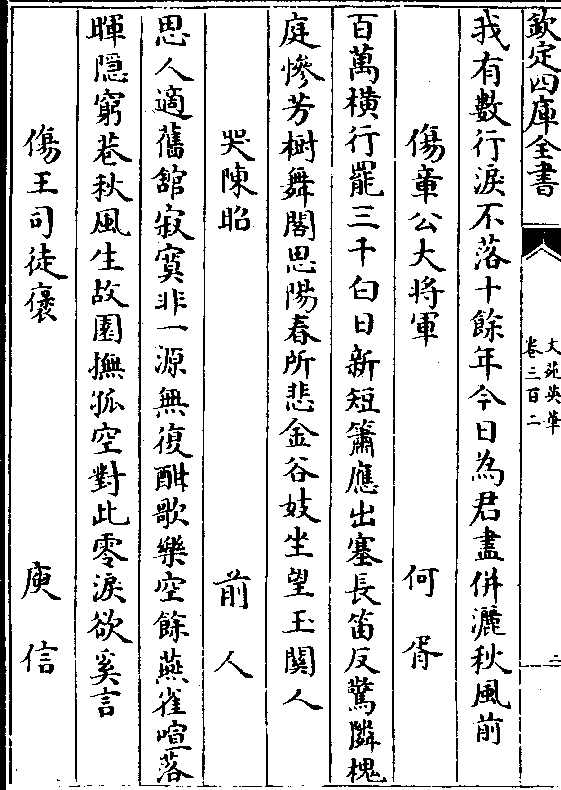 欽定四庫全書
文苑英華
卷三百二
二
我有數行淚不落十餘年今日為君盡併灑秋風前
傷章公大將軍 何胥
百萬橫行罷三千白日新短簫應出塞長笛反驚隣槐
庭慘芳樹舞閣思陽春所悲金谷妓坐望玉關人
哭陳昭 前人
思人適舊舘寂寞非一源無復酣歌樂空餘燕雀喧落
暉隱窮巷秋風生故園撫孤空對此零淚欲奚言
傷王司徒褒 庾信